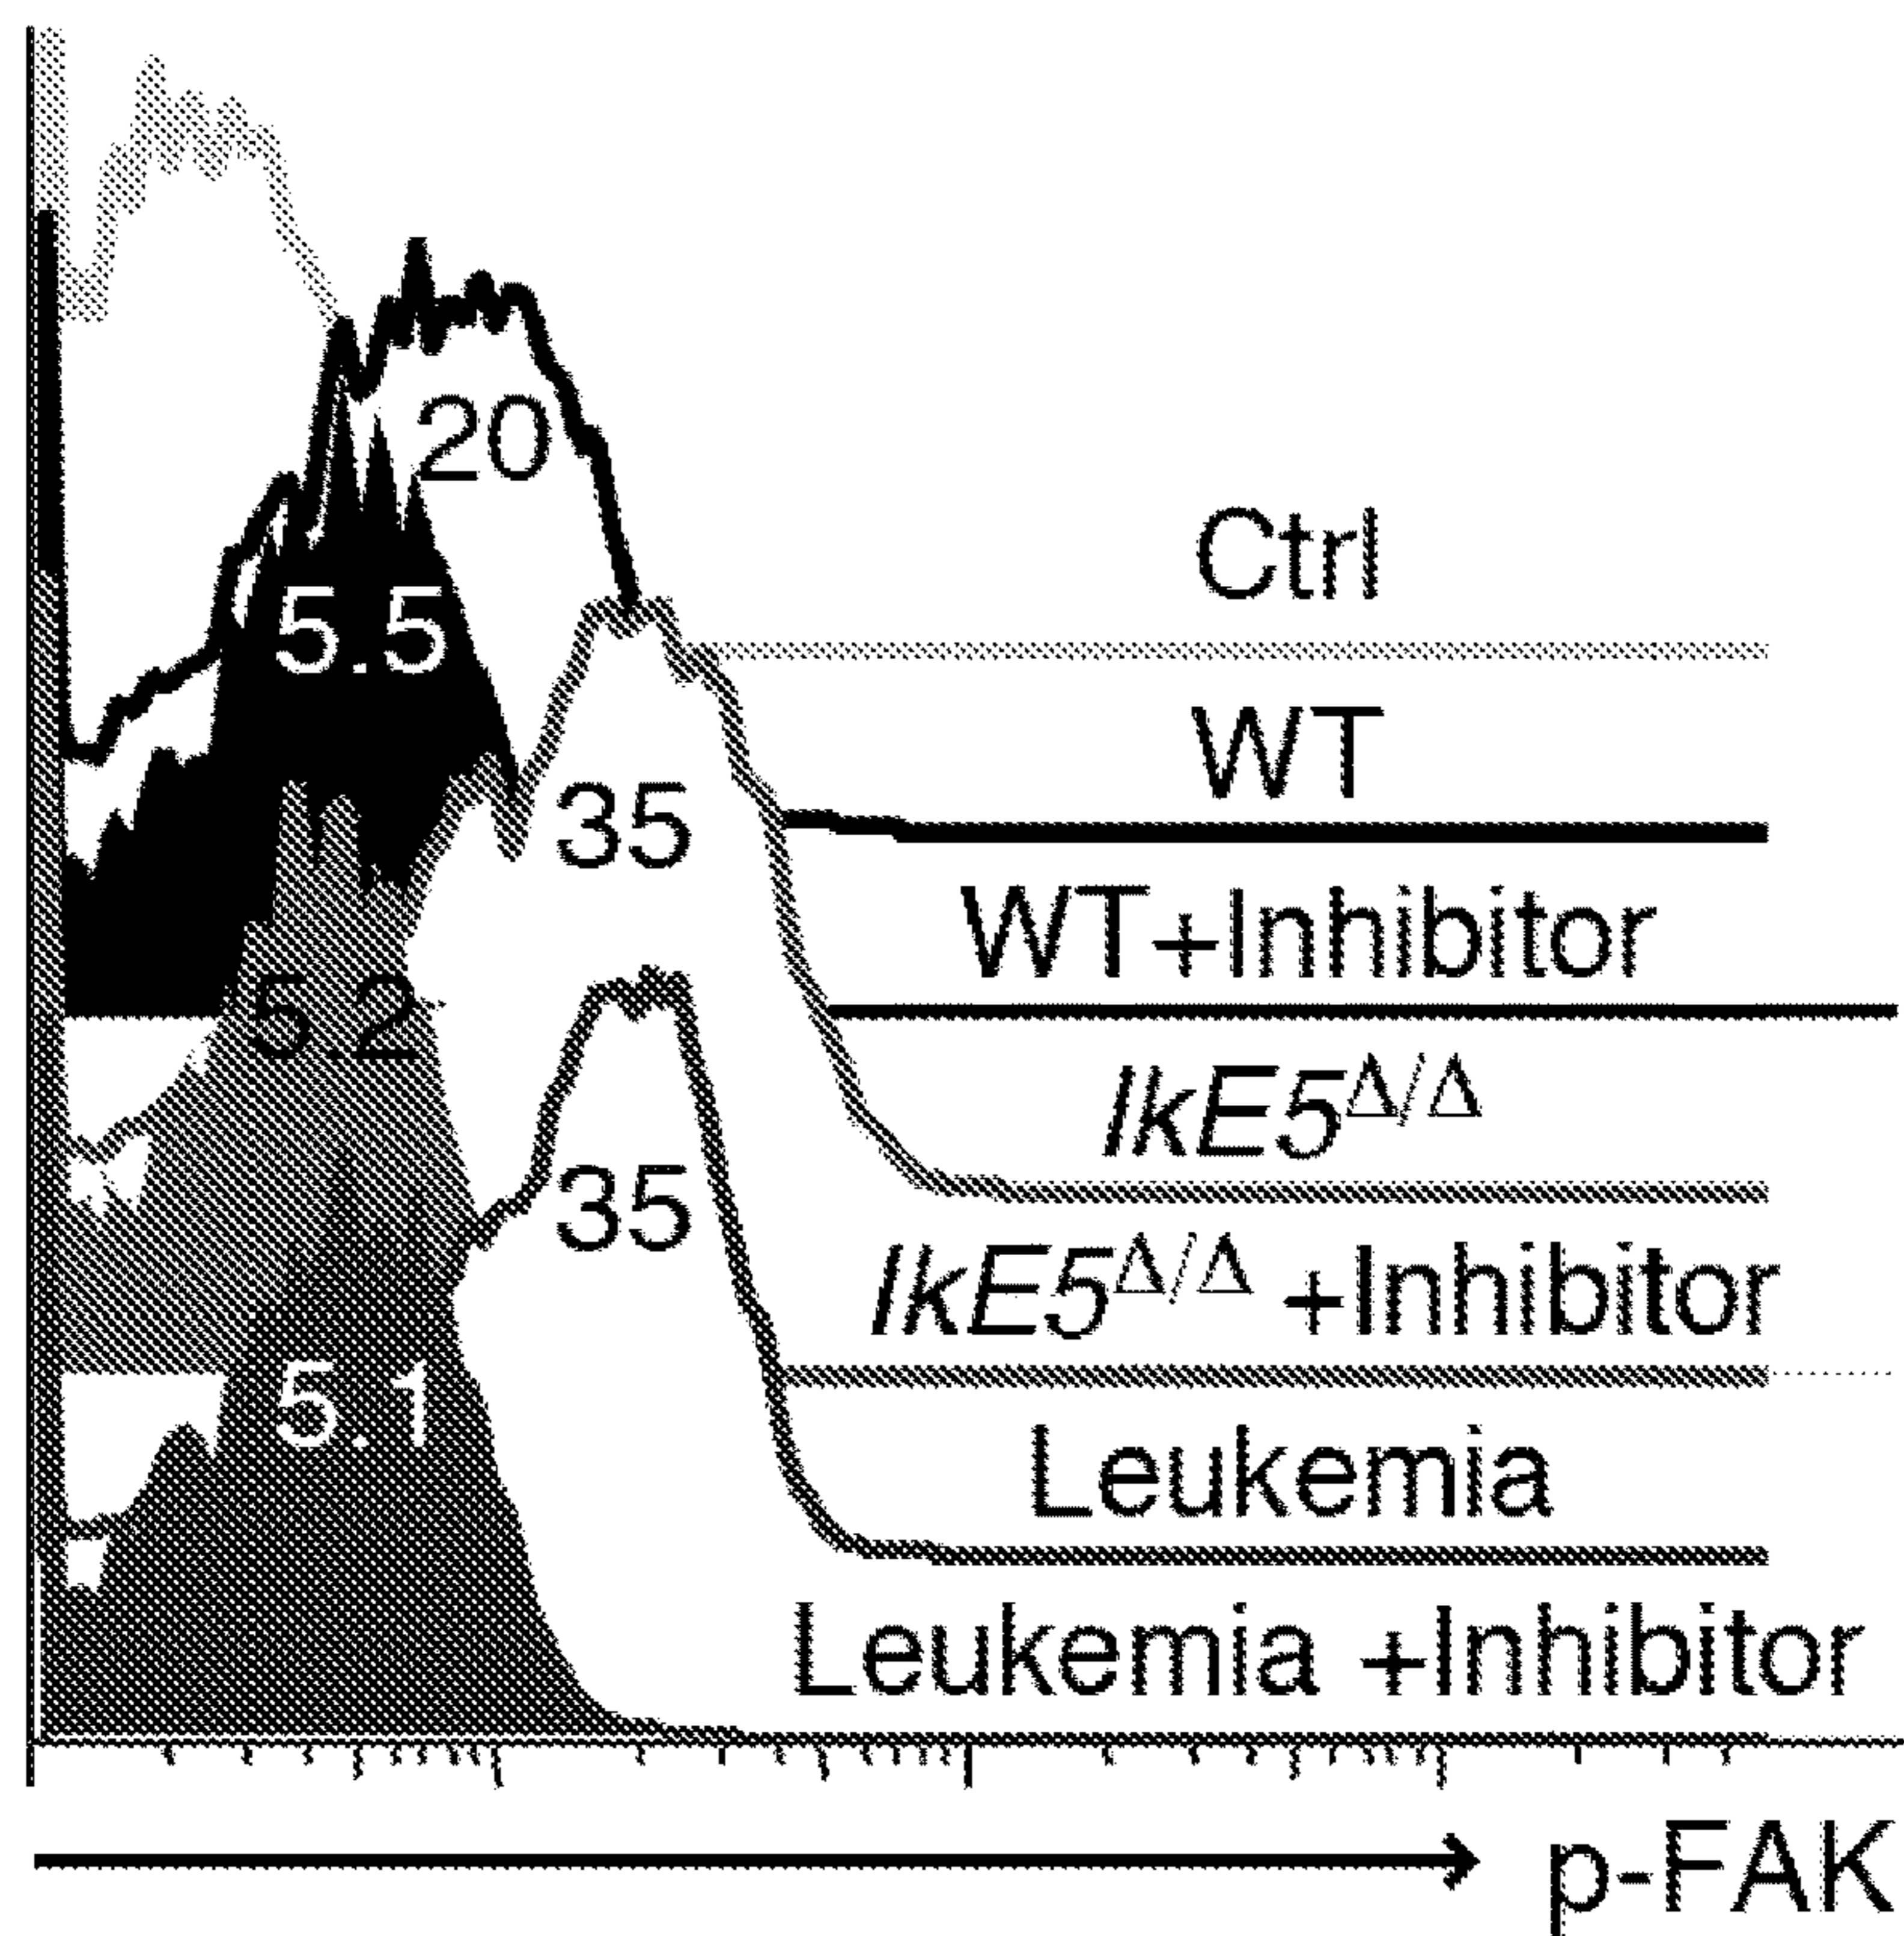 20
Ctrl
5.5
WT
35
WT+Inhibitor
5.2
IkE5Δ/Δ
35
IkE5Δ/Δ +Inhibitor
5.1
Leukemia
Leukemia +Inhibitor
p-FAK